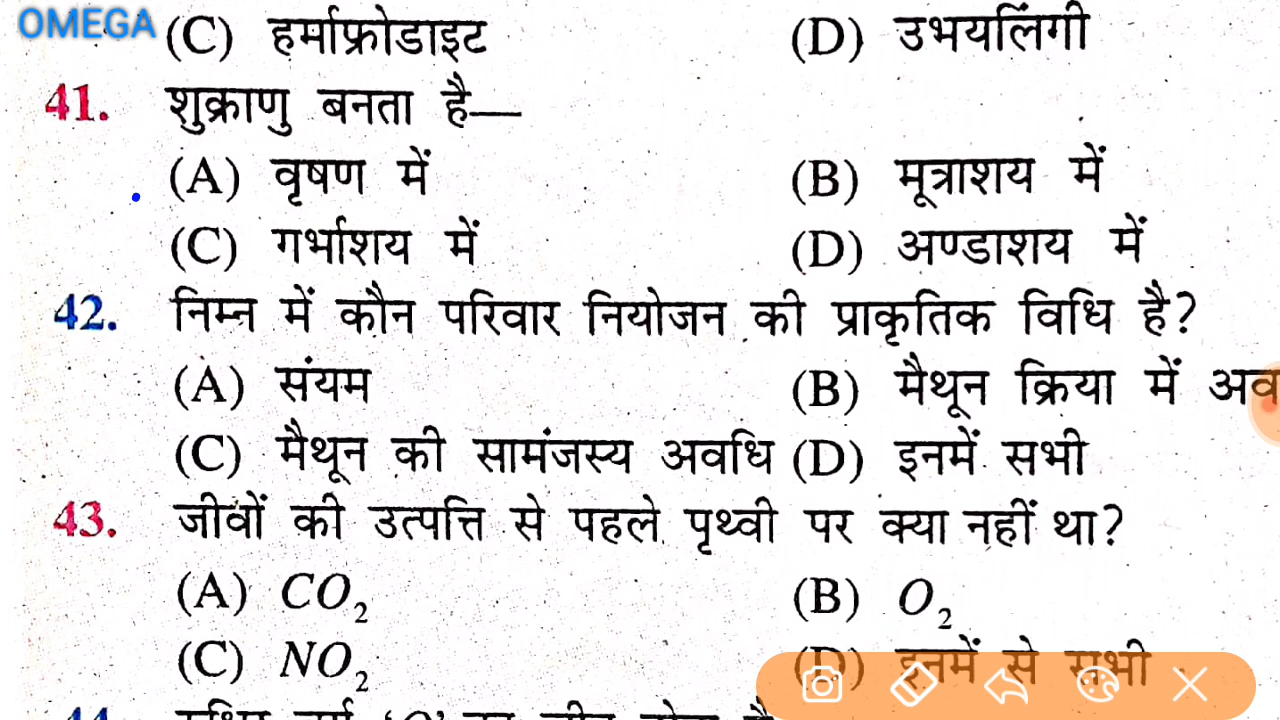 OMEGA (C) हर्माफ्रोडाइट (D) उभयलिंगी
41. शुक्राणु बनता है—
(A) वृषण में (B) मूत्राशय में
(C) गर्भाशय में (D) अण्डाशय में
42. निम्न में कौन परिवार नियोजन की प्राकृतिक विधि है?
(A) संयम (B) मैथून क्रिया में अव
(C) मैथून की सामंजस्य अवधि (D) इनमें सभी
43. जीवों की उत्पत्ति से पहले पृथ्वी पर क्या नहीं था?
(A) CO₂ (B) O₂
(C) NO₂ (D) इनमें से सभी